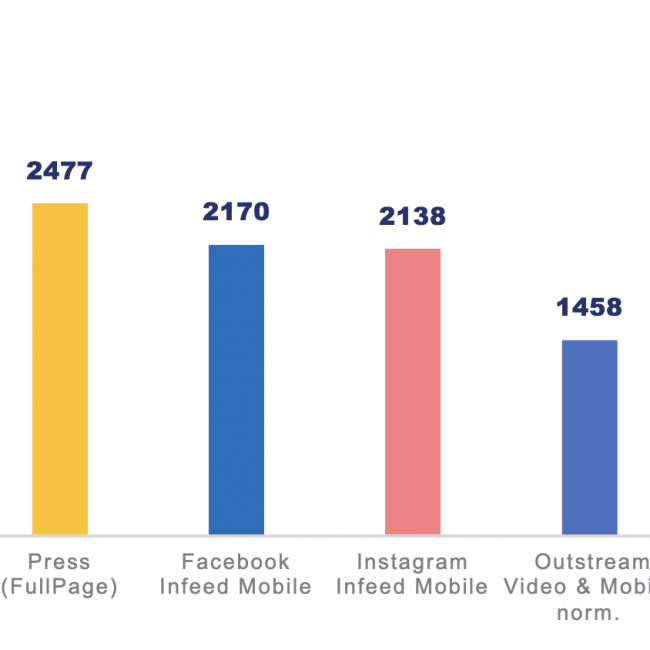 2477
2170
2138
1458
Press
(FullPage)
Facebook
Infeed Mobile
Instagram
Infeed Mobile
Outstream
Video & Mobi
norm.